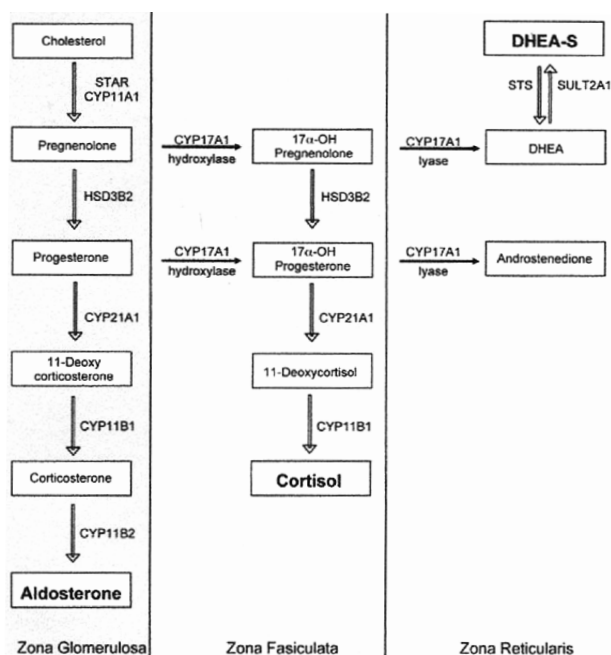 Cholesterol
STAR
CYP11A1
Pregnenolone
HSD3B2
Progesterone
CYP21A1
11-Deoxy
corticosterone
CYP11B1
Corticosterone
CYP11B2
Aldosterone
Zona Glomerulosa
CYP17A1
hydroxylase
17α-OH
Pregnenolone
HSD3B2
CYP17A1
hydroxylase
17α-OH
Progesterone
CYP21A1
11-Deoxycortisol
CYP11B1
Cortisol
Zona Fasiculata
DHEA-S
STS
SULT2A1
CYP17A1
lyase
DHEA
CYP17A1
lyase
Androstenedione
Zona Reticularis